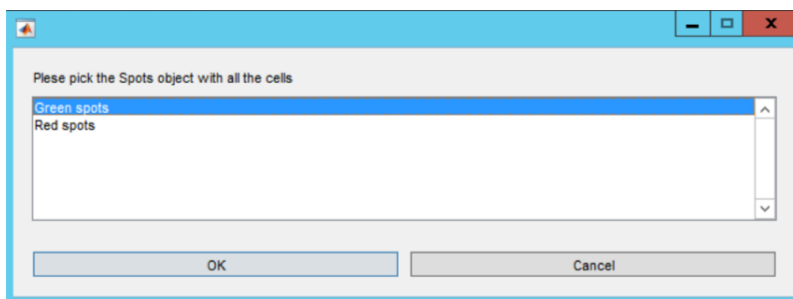 Plese pick the Spots object with all the cells
Green spots
Red spots
OK
Cancel